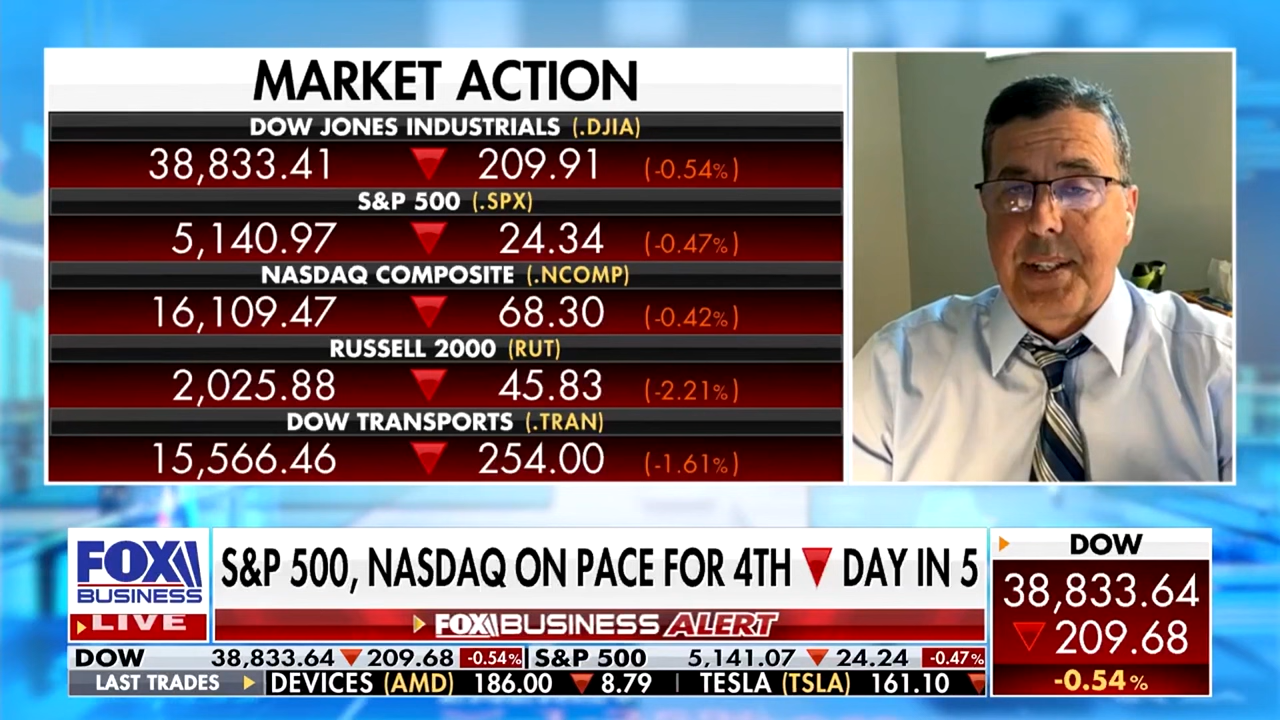 MARKET ACTION
DOW JONES INDUSTRIALS (.DJIA)
38,833.41 ▼ 209.91 (-0.54%)
S&P 500 (.SPX)
5,140.97 ▼ 24.34 (-0.47%)
NASDAQ COMPOSITE (.NCOMP)
16,109.47 ▼ 68.30 (-0.42%)
RUSSELL 2000 (RUT)
2,025.88 ▼ 45.83 (-2.21%)
DOW TRANSPORTS (.TRAN)
15,566.46 ▼ 254.00 (-1.61%)
FOX
BUSINESS
LIVE
S&P 500, NASDAQ ON PACE FOR 4TH ▼ DAY IN 5
FOX BUSINESS ALERT
DOW
38,833.64
▼ 209.68
-0.54%
DOW 38,833.64 ▼ 209.68 -0.54% S&P 500 5,141.07 ▼ 24.24 -0.47%
LAST TRADES DEVICES (AMD) 186.00 ▼ 8.79 | TESLA (TSLA) 161.10 ▼